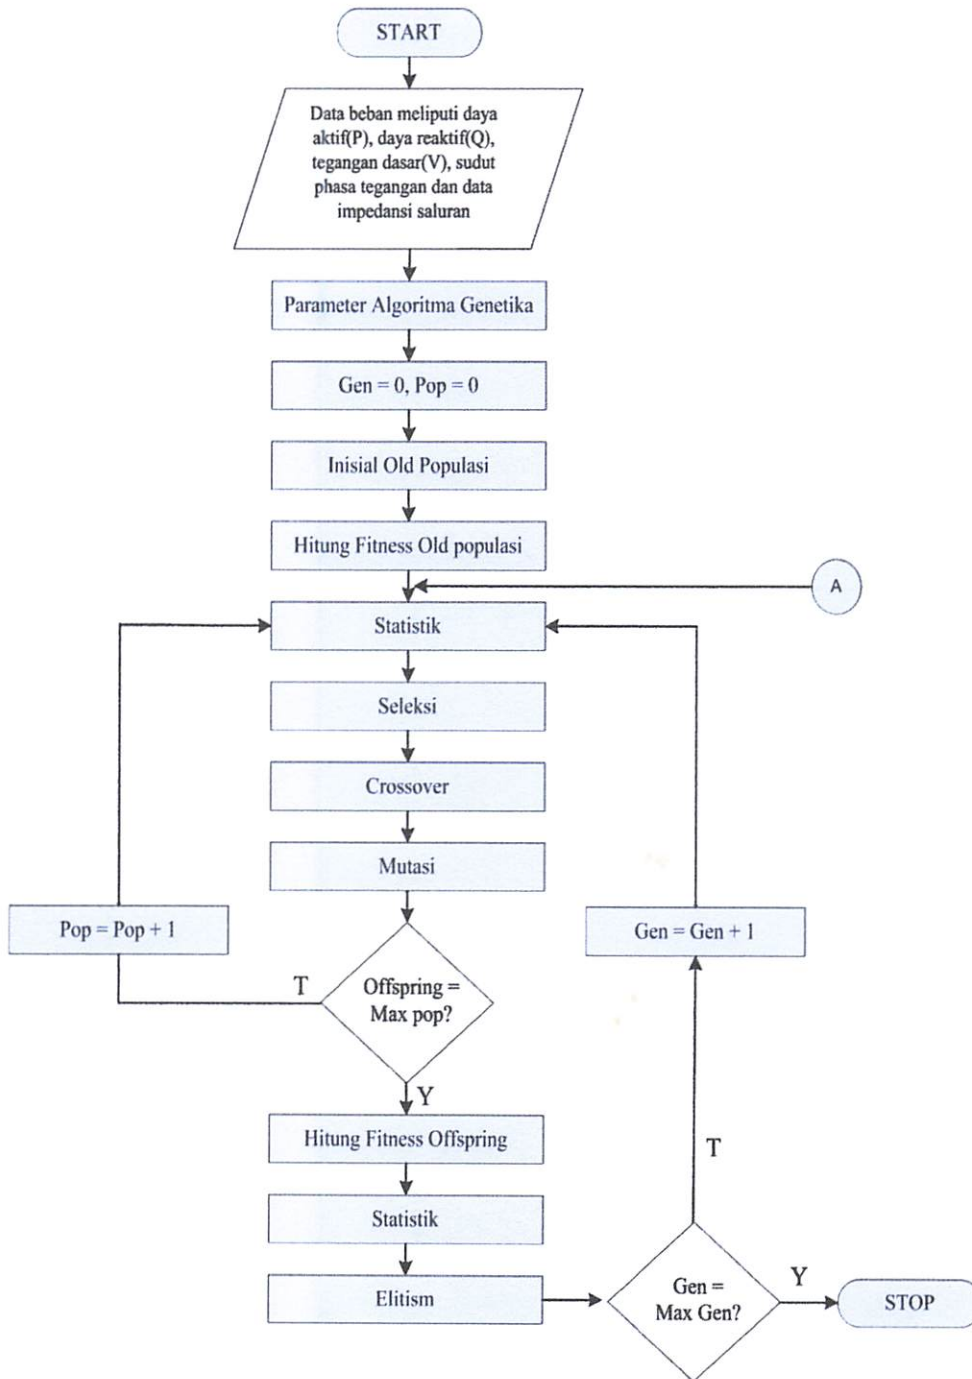 START
Data beban meliputi daya
aktif(P), daya reaktif(Q),
tegangan dasar(V), sudut
phasa tegangan dan data
impedansi saluran
Parameter Algoritma Genetika
Gen = 0, Pop = 0
Inisial Old Populasi
Hitung Fitness Old populasi
A
Statistik
Seleksi
Crossover
Mutasi
Pop = Pop + 1
Gen = Gen + 1
T
Offspring =
Max pop?
Y
Hitung Fitness Offspring
T
Statistik
Elitism
Gen =
Max Gen?
Y
STOP